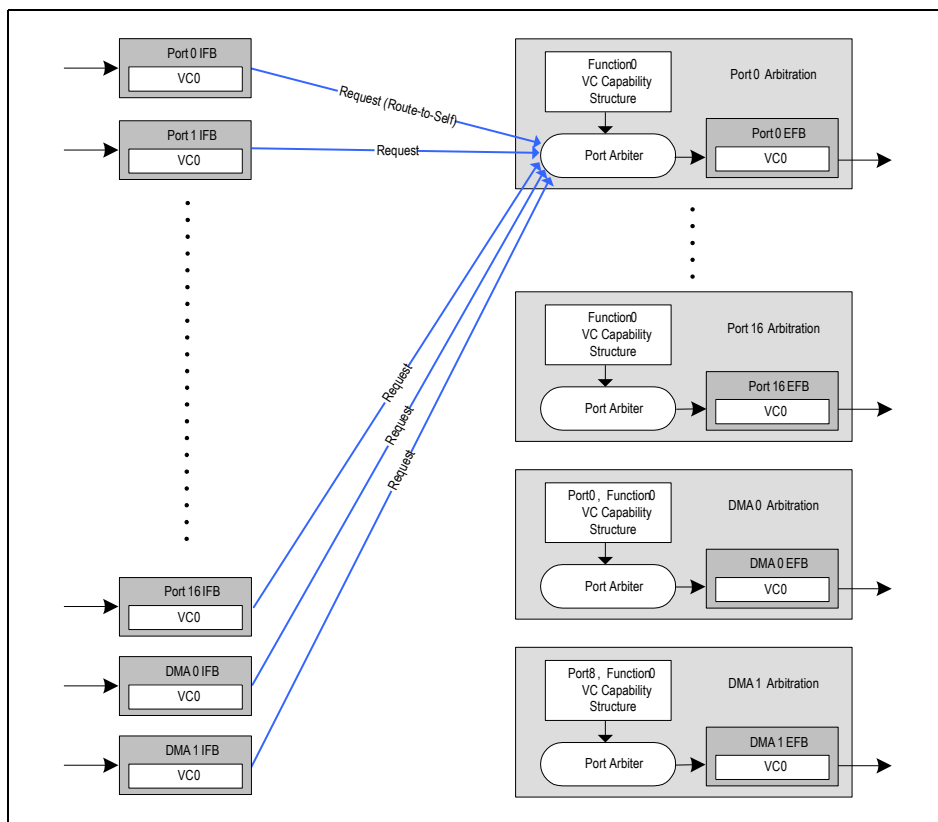 Port 0 IFB
VC0
Port 1 IFB
VC0
Port 16 IFB
VC0
DMA 0 IFB
VC0
DMA 1 IFB
VC0
Request (Route-to-Self)
Request
Request
Request
Request
Function0
VC Capability
Structure
Port 0 Arbitration
Port Arbiter
Port 0 EFB
VC0
Function0
VC Capability
Structure
Port 16 Arbitration
Port Arbiter
Port 16 EFB
VC0
Port0, Function0
VC Capability
Structure
DMA 0 Arbitration
Port Arbiter
DMA 0 EFB
VC0
Port8, Function0
VC Capability
Structure
DMA 1 Arbitration
Port Arbiter
DMA 1 EFB
VC0